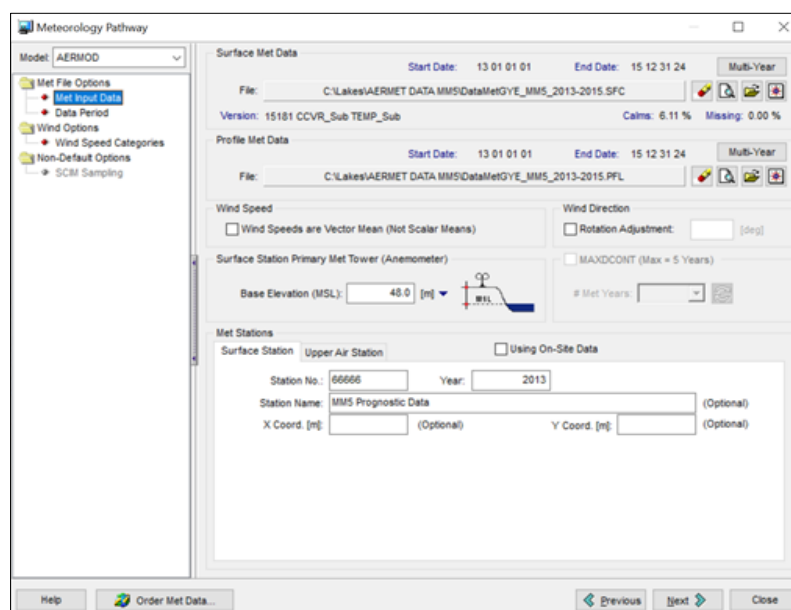 Meteorology Pathway
Model: AERMOD
Met File Options
Met Input Data
Data Period
Wind Options
Wind Speed Categories
Non-Default Options
SCIM Sampling
Surface Met Data
Start Date: 13 01 01 01 End Date: 15 12 31 24 Multi-Year
File: C:\Lakes\AERMET DATA MM5\DataMetGYE_MM5_2013-2015.SFC
Version: 15181 CCVR_Sub TEMP_Sub Calms: 6.11 % Missing: 0.00 %
Profile Met Data
Start Date: 13 01 01 01 End Date: 15 12 31 24 Multi-Year
File: C:\Lakes\AERMET DATA MM5\DataMetGYE_MM5_2013-2015.PFL
Wind Speed
Wind Speeds are Vector Mean (Not Scalar Means)
Wind Direction
Rotation Adjustment: [deg]
Surface Station Primary Met Tower (Anemometer)
Base Elevation (MSL): 48.0 [m] MSL
MAXDCONT (Max = 5 Years)
# Met Years:
Met Stations
Surface Station Upper Air Station Using On-Site Data
Station No.: 66666 Year: 2013
Station Name: MM5 Prognostic Data (Optional)
X Coord. [m]: (Optional) Y Coord. [m]: (Optional)
Help Order Met Data... Previous Next Close